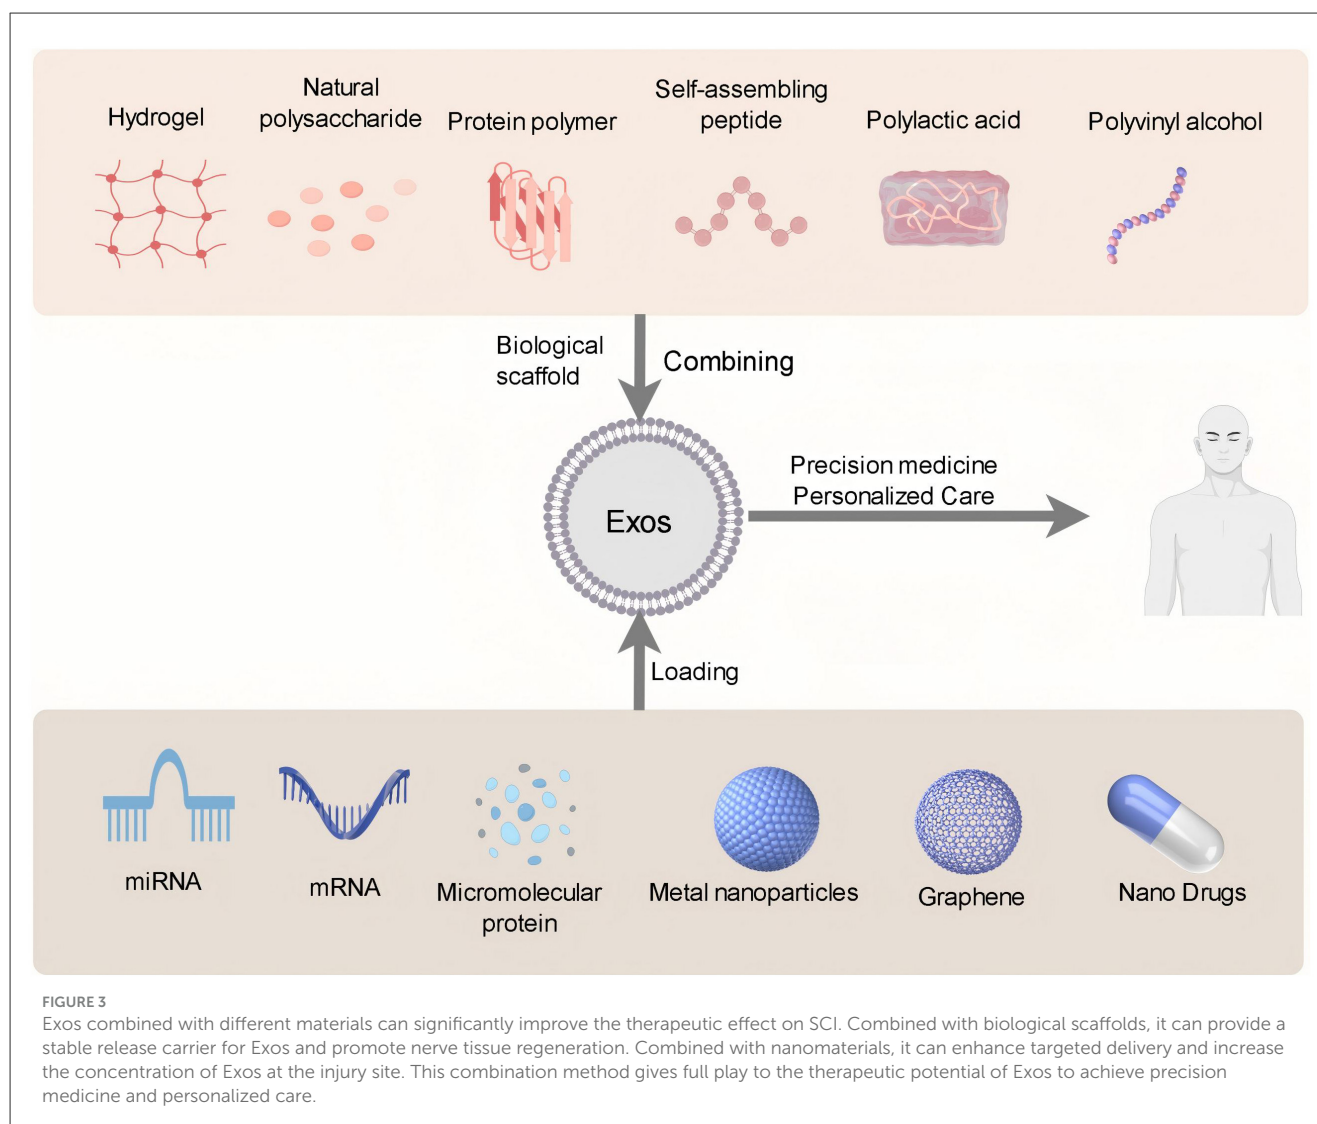 Hydrogel
Natural
polysaccharide
Protein polymer
Self-assembling
peptide
Polylactic acid
Polyvinyl alcohol
Biological
scaffold
Combining
Exos
Precision medicine
Personalized Care
Loading
miRNA
mRNA
Micromolecular
protein
Metal nanoparticles
Graphene
Nano Drugs
FIGURE 3
Exos combined with different materials can significantly improve the therapeutic effect on SCI. Combined with biological scaffolds, it can provide a
stable release carrier for Exos and promote nerve tissue regeneration. Combined with nanomaterials, it can enhance targeted delivery and increase
the concentration of Exos at the injury site. This combination method gives full play to the therapeutic potential of Exos to achieve precision
medicine and personalized care.